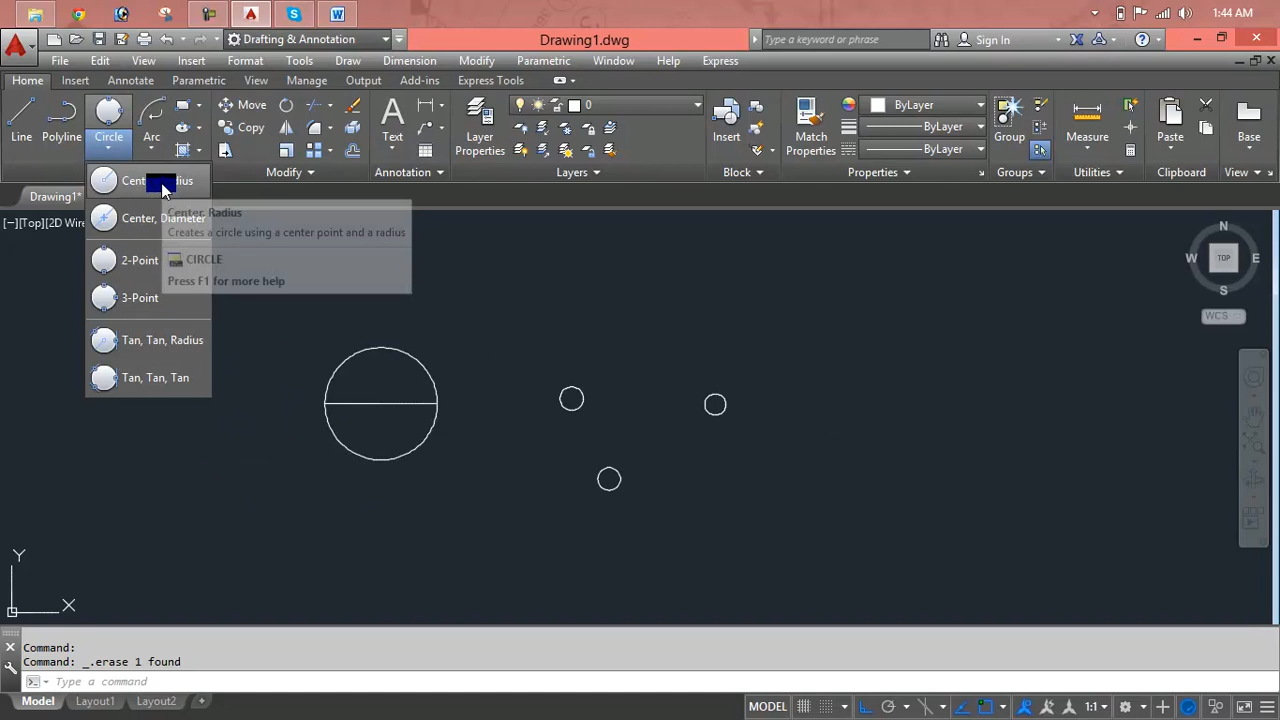 1:44 AM
Drafting & Annotation
Drawing1.dwg
Type a keyword or phrase
Sign In
File Edit View Insert Format Tools Draw Dimension Modify Parametric Window Help Express
Home Insert Annotate Parametric View Manage Output Add-ins Express Tools
Line Polyline Circle Arc
Move
Copy
Text
Layer
Properties
0
Insert
Match
Properties
ByLayer
ByLayer
ByLayer
Group
Measure
Paste
Base
Modify
Annotation
Layers
Block
Properties
Groups
Utilities
Clipboard
View
Drawing1*
[−][Top][2D Wire
Center, Diameter
2-Point
3-Point
Tan, Tan, Radius
Tan, Tan, Tan
Center, Radius
Creates a circle using a center point and a radius
CIRCLE
Press F1 for more help
N
W TOP E
S
WCS
Y
X
Command:
Command: _.erase 1 found
Type a command
Model Layout1 Layout2 +
MODEL
1:1